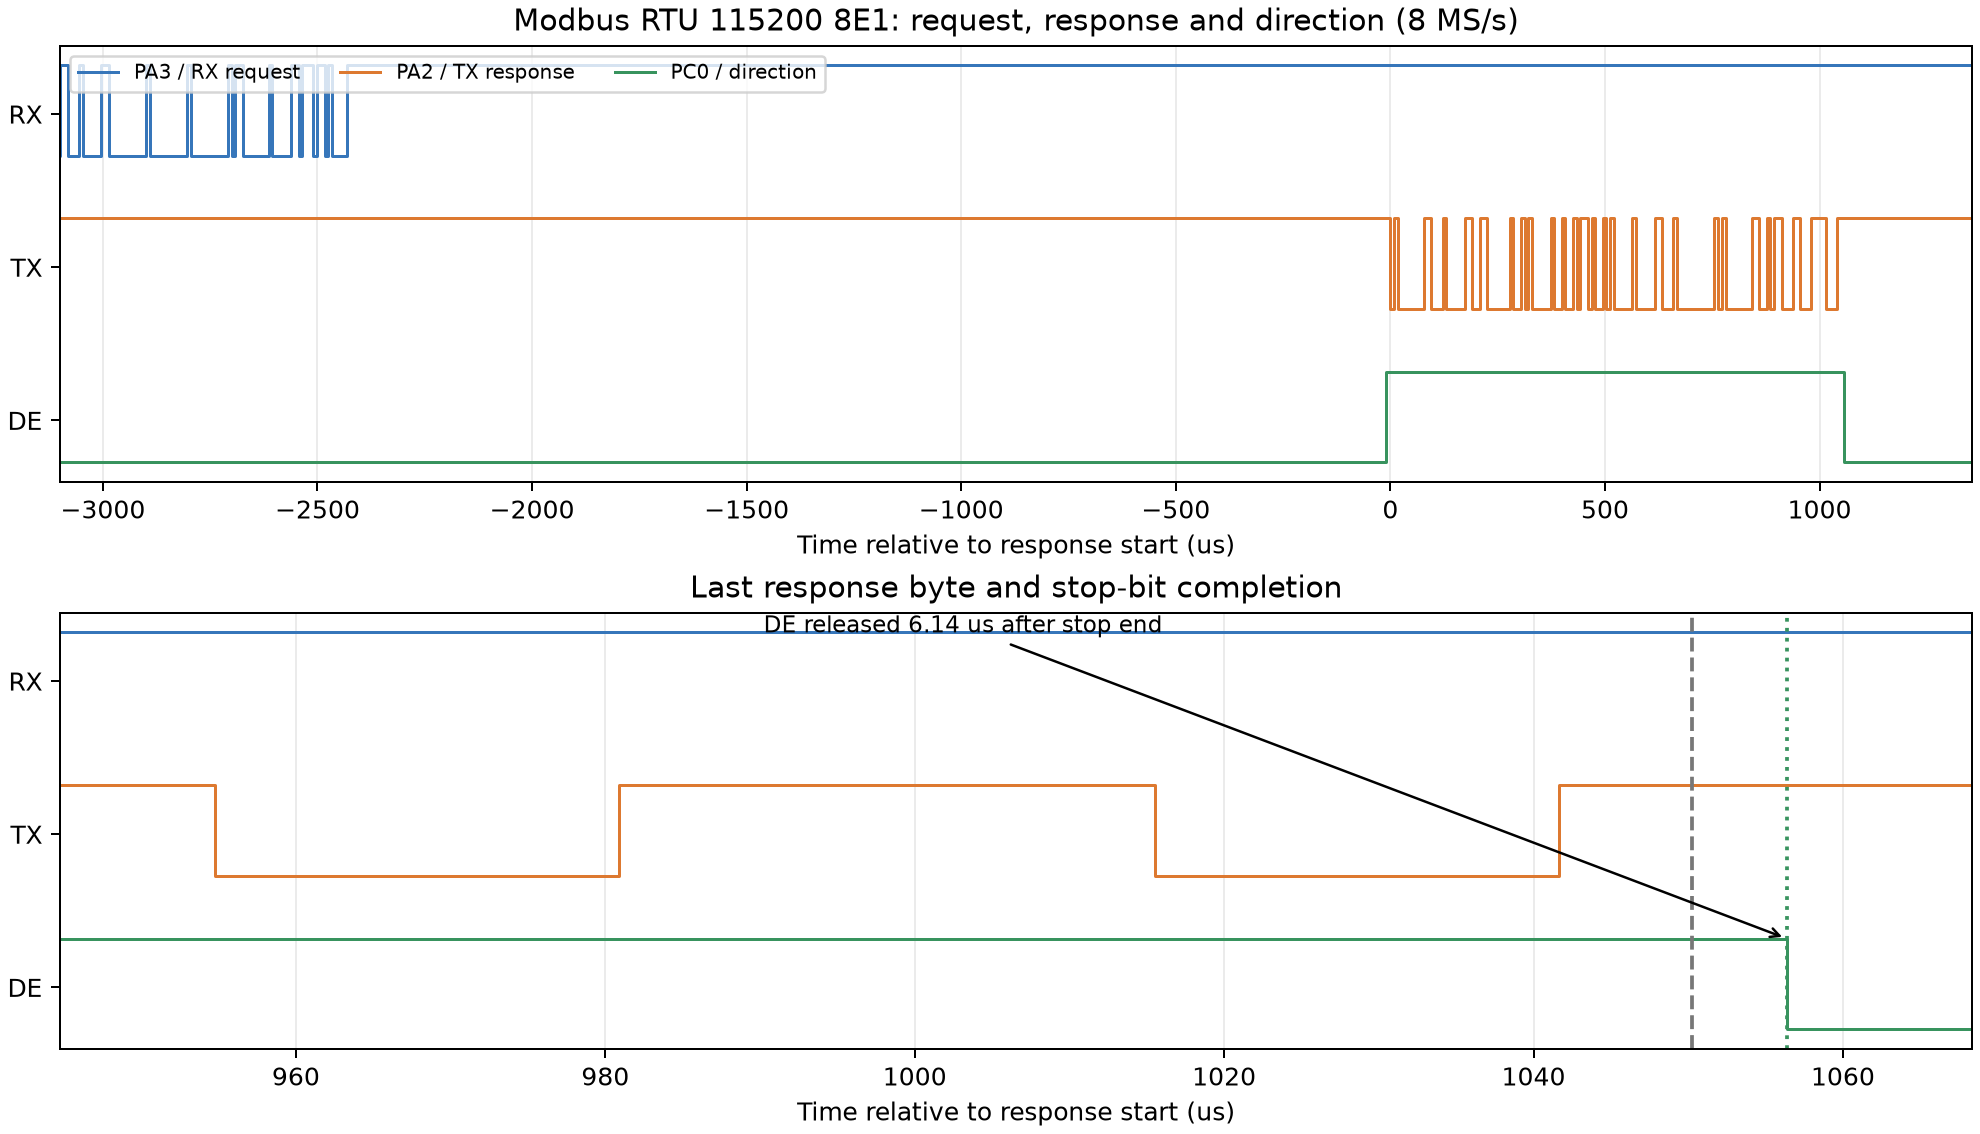 Modbus RTU 115200 8E1: request, response and direction (8 MS/s)
PA3 / RX request PA2 / TX response PC0 / direction
RX
TX
DE
−3000 −2500 −2000 −1500 −1000 −500 0 500 1000
Time relative to response start (us)
Last response byte and stop-bit completion
DE released 6.14 us after stop end
RX
TX
DE
960 980 1000 1020 1040 1060
Time relative to response start (us)